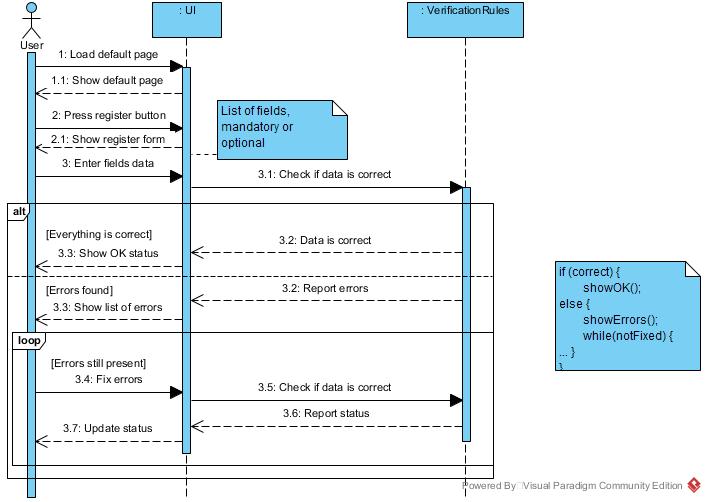 : UI
: VerificationRules
User
1: Load default page
1.1: Show default page
2: Press register button
2.1: Show register form
3: Enter fields data
List of fields,
mandatory or
optional
3.1: Check if data is correct
alt
[Everything is correct]
3.2: Data is correct
3.3: Show OK status
[Errors found]
3.2: Report errors
3.3: Show list of errors
if (correct) {
showOK();
else {
showErrors();
while(notFixed) {
... }
}
loop
[Errors still present]
3.4: Fix errors
3.5: Check if data is correct
3.6: Report status
3.7: Update status
Powered By Visual Paradigm Community Edition